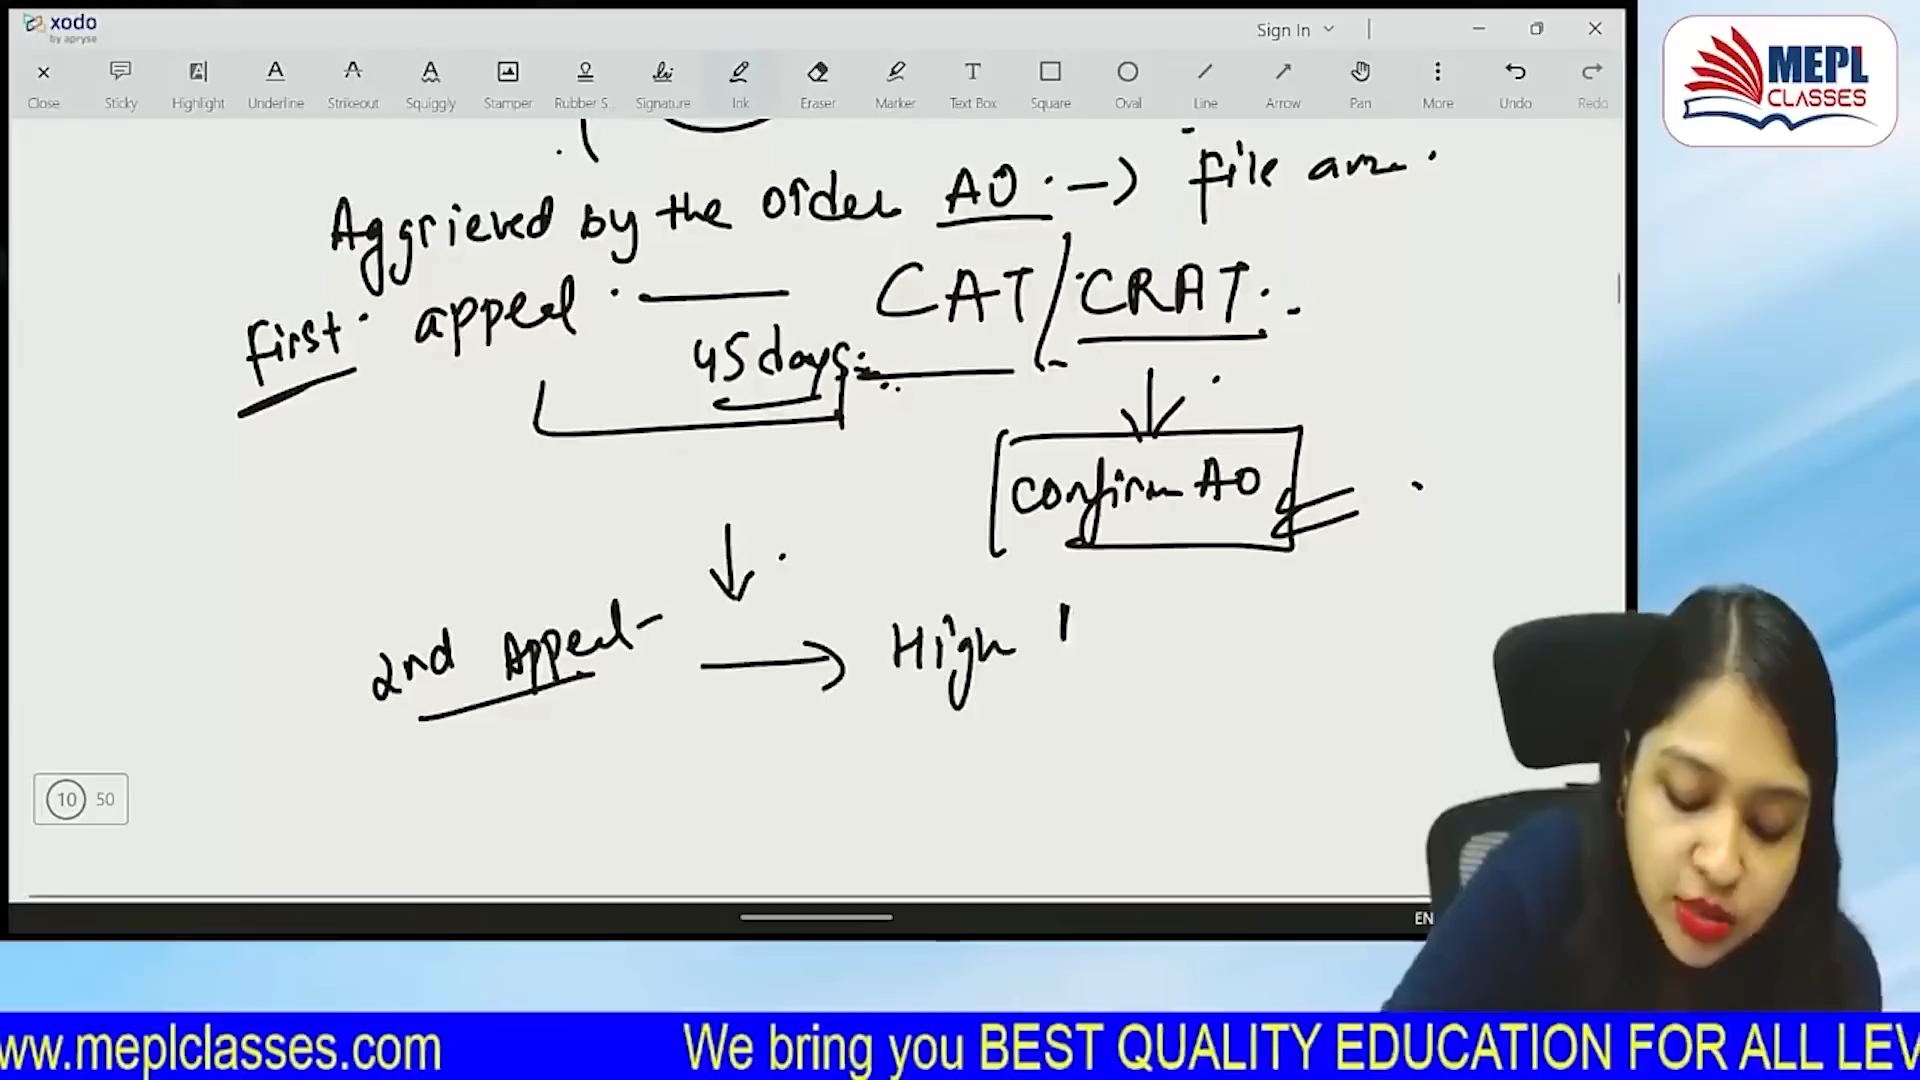 xodo
by apryse
Sign In
Close Sticky Highlight Underline Strikeout Squiggly Stamper Rubber S... Signature Ink Eraser Marker Text Box Square Oval Line Arrow Pan More Undo Redo
MEPL
CLASSES
Aggrieved by the order AO. → file
First appeal — CAT / CRAT.
45 days
confirm AO
2nd Appeal → High
10 50
EN
ww.meplclasses.com We bring you BEST QUALITY EDUCATION FOR ALL LEV